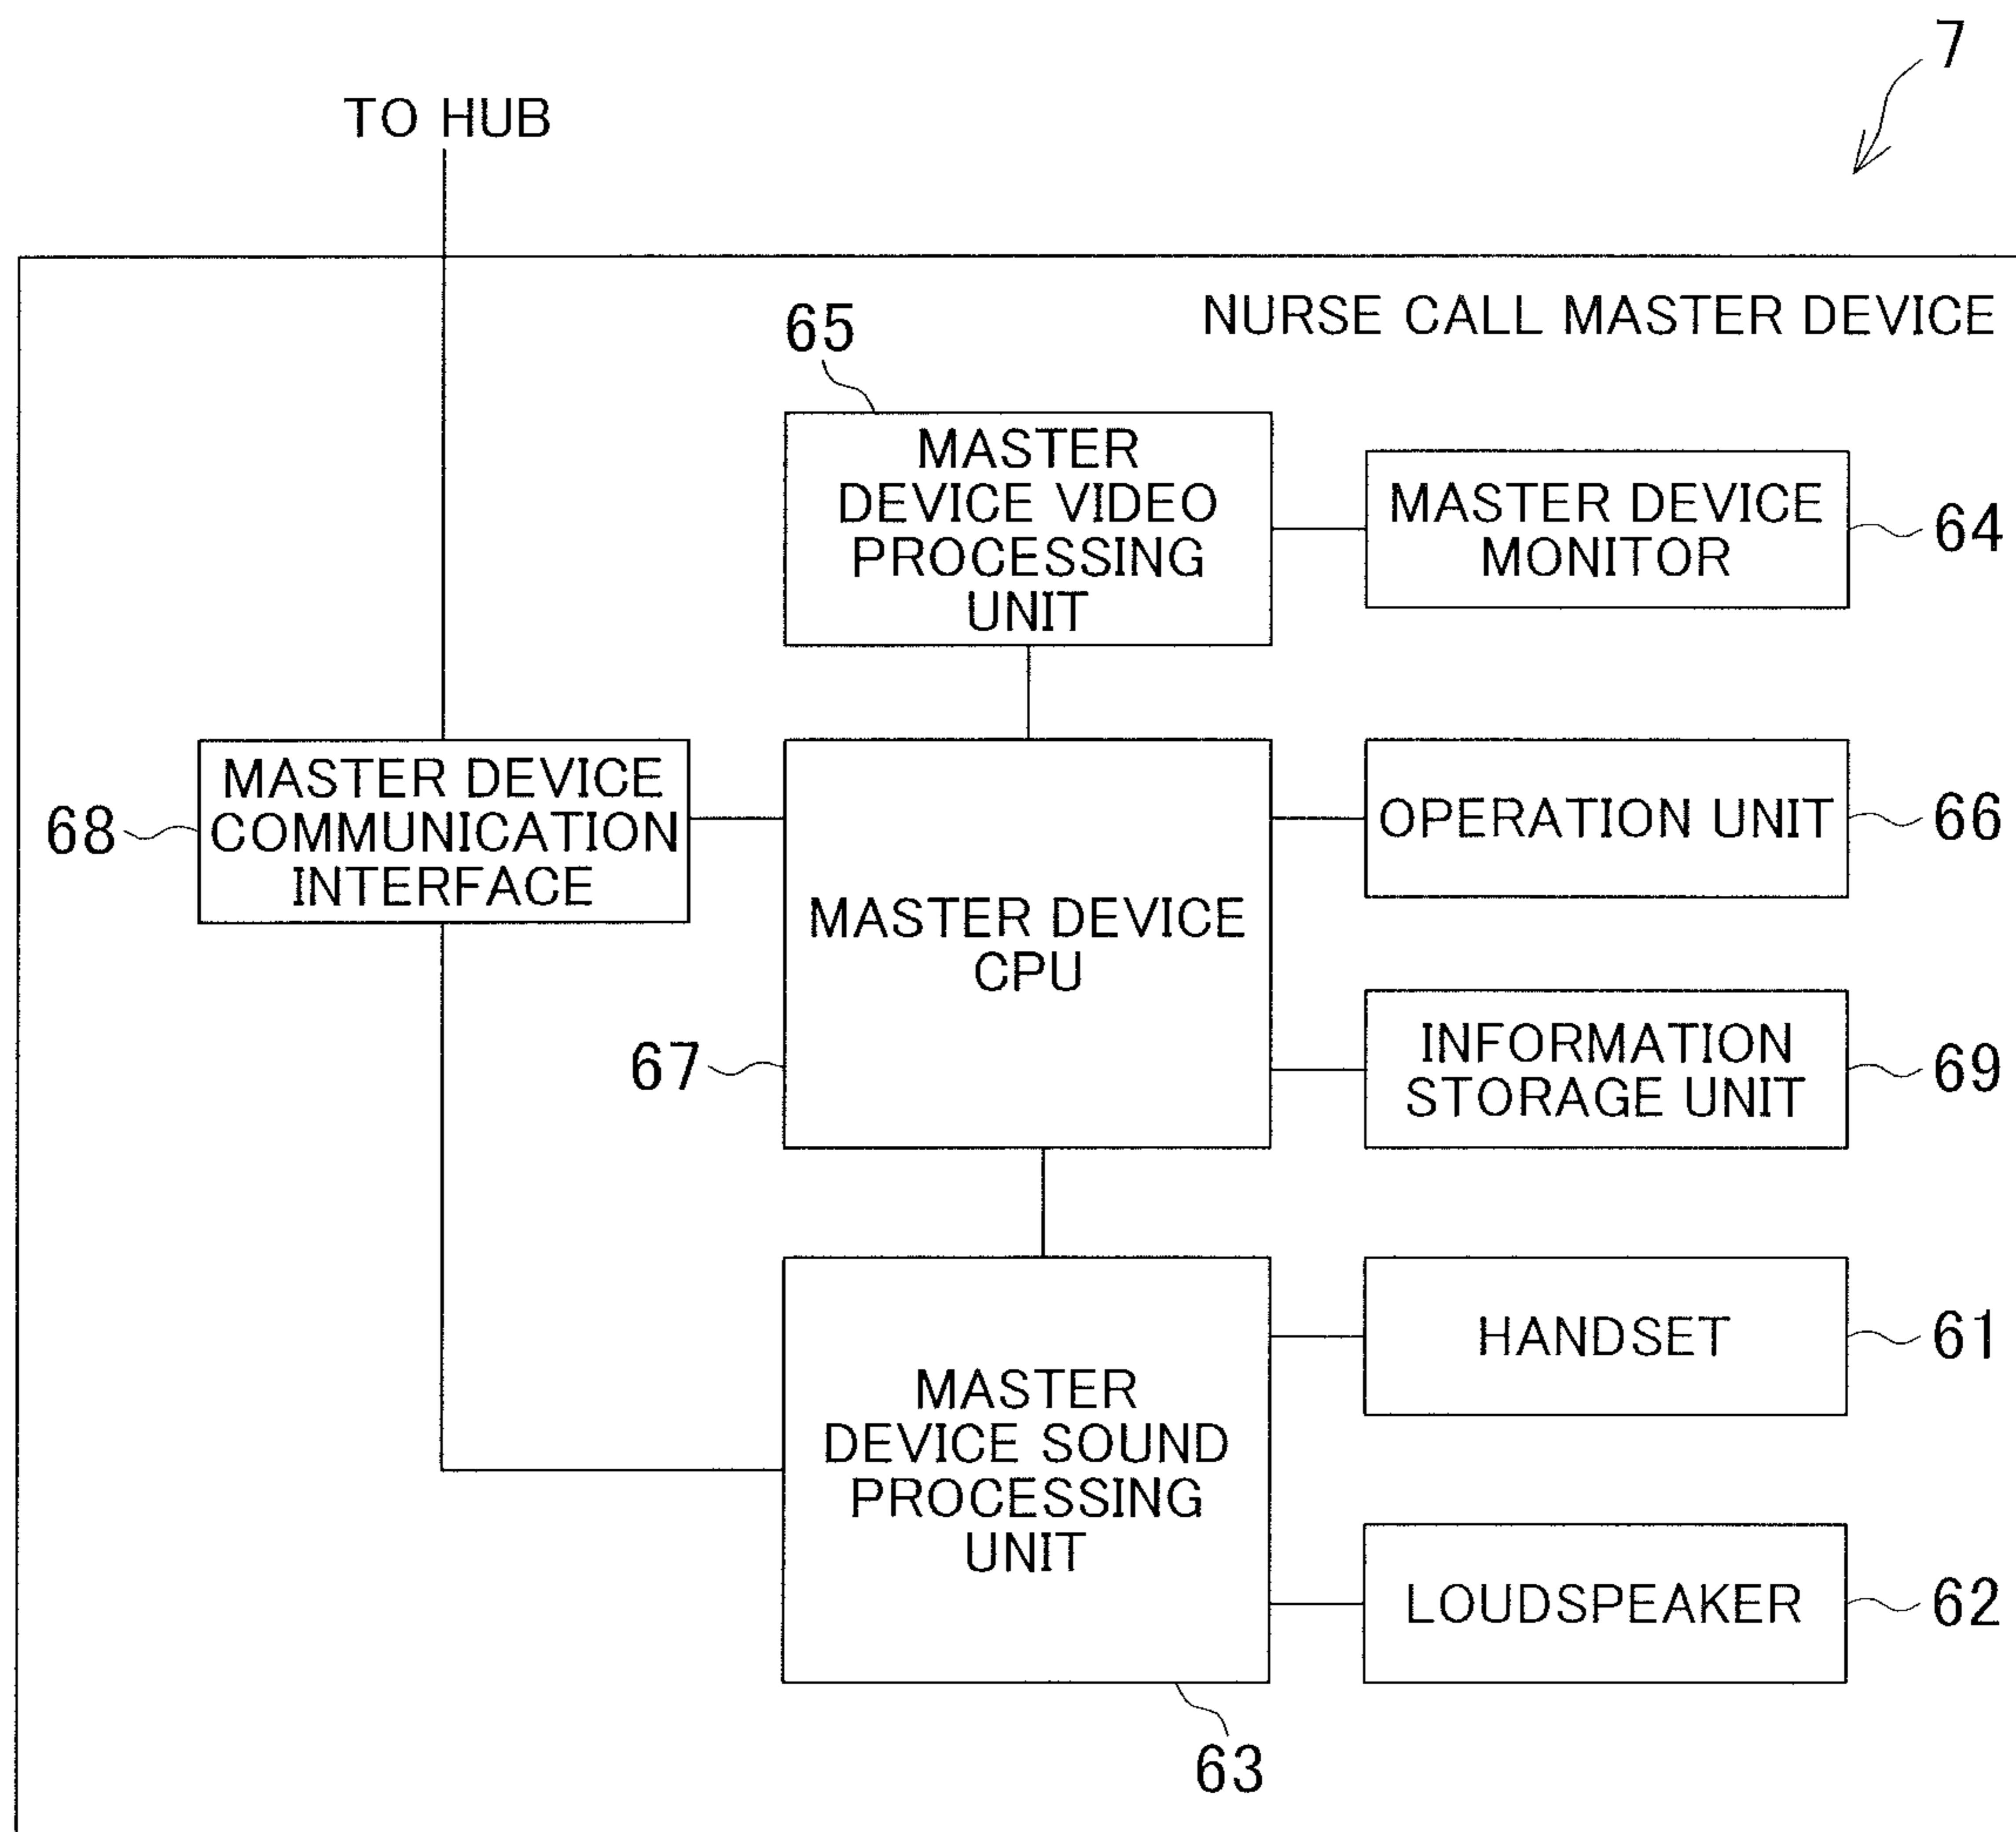 7
TO HUB
NURSE CALL MASTER DEVICE
65
MASTER
DEVICE VIDEO
PROCESSING
UNIT
MASTER DEVICE
MONITOR
64
MASTER DEVICE
COMMUNICATION
INTERFACE
68
MASTER DEVICE
CPU
67
OPERATION UNIT
66
INFORMATION
STORAGE UNIT
69
MASTER
DEVICE SOUND
PROCESSING
UNIT
63
HANDSET
61
LOUDSPEAKER
62